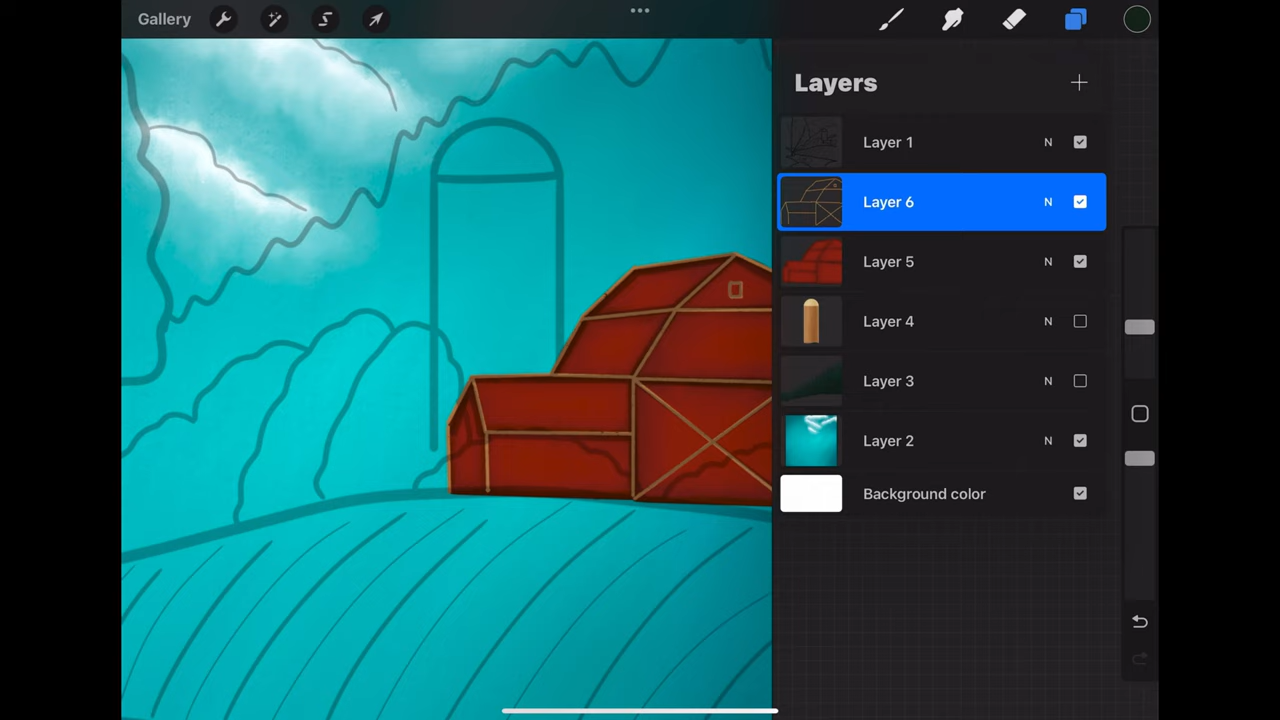 Gallery
Layers
Layer 1 N
Layer 6 N
Layer 5 N
Layer 4 N
Layer 3 N
Layer 2 N
Background color